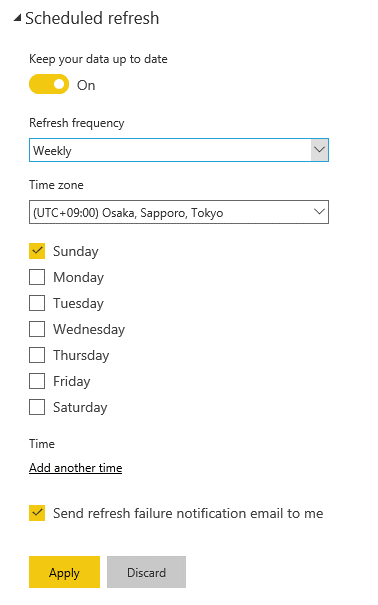 Scheduled refresh
Keep your data up to date
On
Refresh frequency
Weekly
Time zone
(UTC+09:00) Osaka, Sapporo, Tokyo
Sunday
Monday
Tuesday
Wednesday
Thursday
Friday
Saturday
Time
Add another time
Send refresh failure notification email to me
Apply Discard